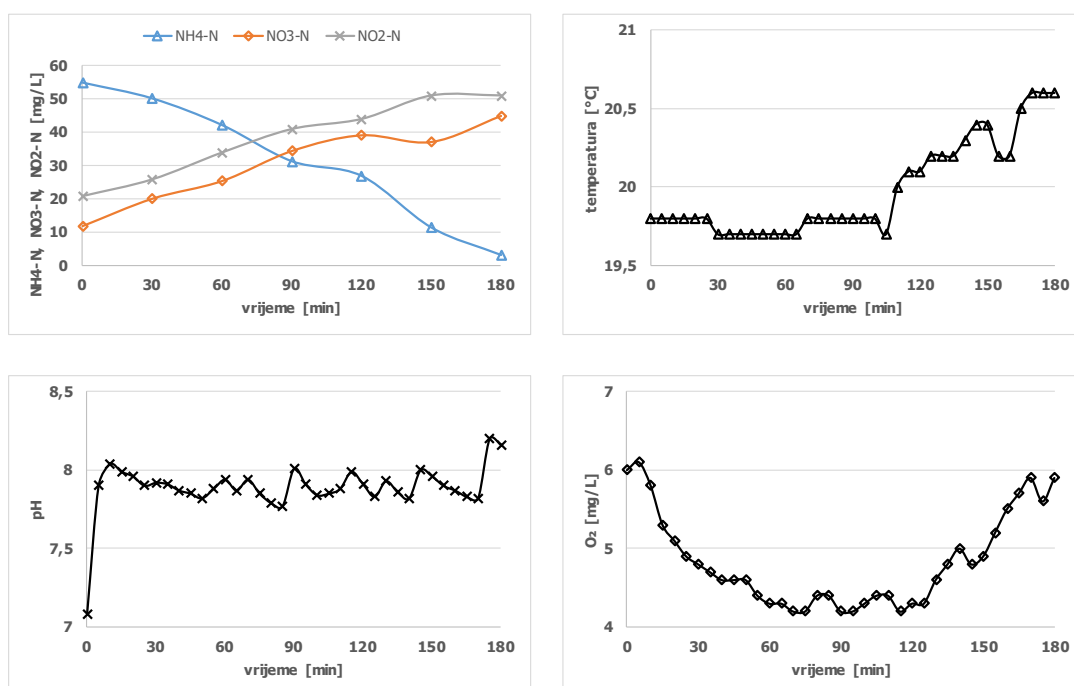 NH4-N NO3-N NO2-N
NH4-N, NO3-N, NO2-N [mg/L]
60
50
40
30
20
10
0
0 30 60 90 120 150 180
vrijeme [min]
temperatura [°C]
21
20,5
20
19,5
0 30 60 90 120 150 180
vrijeme [min]
pH
8,5
8
7,5
7
0 30 60 90 120 150 180
vrijeme [min]
O₂ [mg/L]
7
6
5
4
0 30 60 90 120 150 180
vrijeme [min]